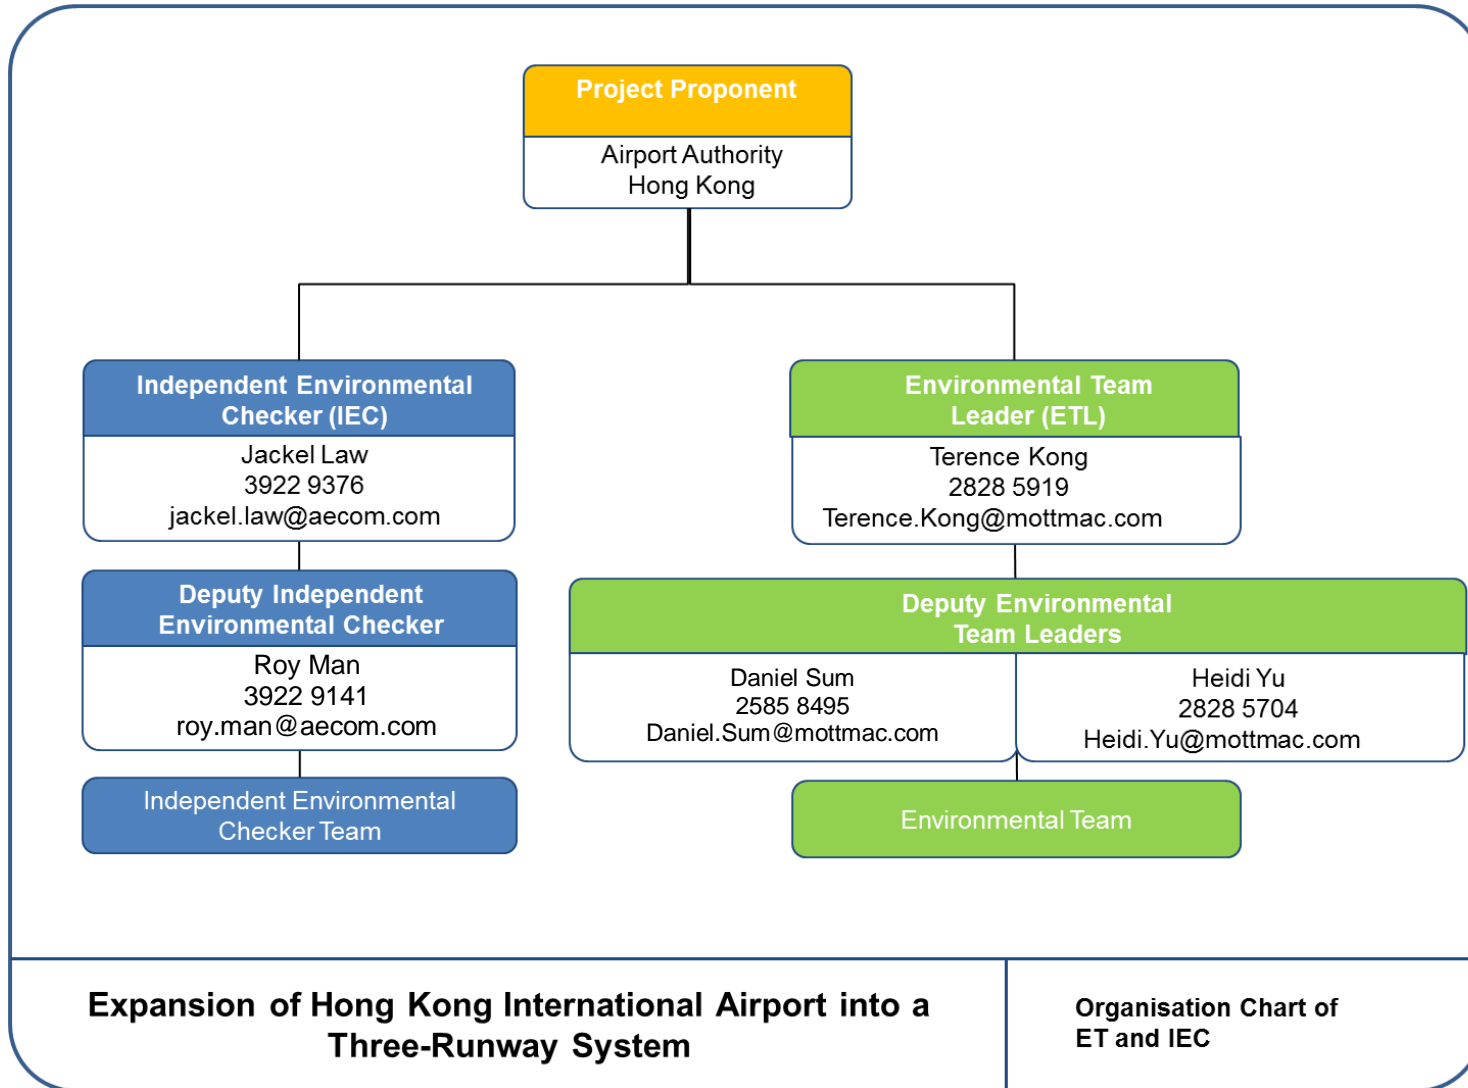 Project Proponent
Airport Authority
Hong Kong
Independent Environmental
Checker (IEC)
Jackel Law
3922 9376
jackel.law@aecom.com
Environmental Team
Leader (ETL)
Terence Kong
2828 5919
Terence.Kong@mottmac.com
Deputy Independent
Environmental Checker
Roy Man
3922 9141
roy.man@aecom.com
Deputy Environmental
Team Leaders
Daniel Sum
2585 8495
Daniel.Sum@mottmac.com
Heidi Yu
2828 5704
Heidi.Yu@mottmac.com
Independent Environmental
Checker Team
Environmental Team
Expansion of Hong Kong International Airport into a
Three-Runway System
Organisation Chart of
ET and IEC